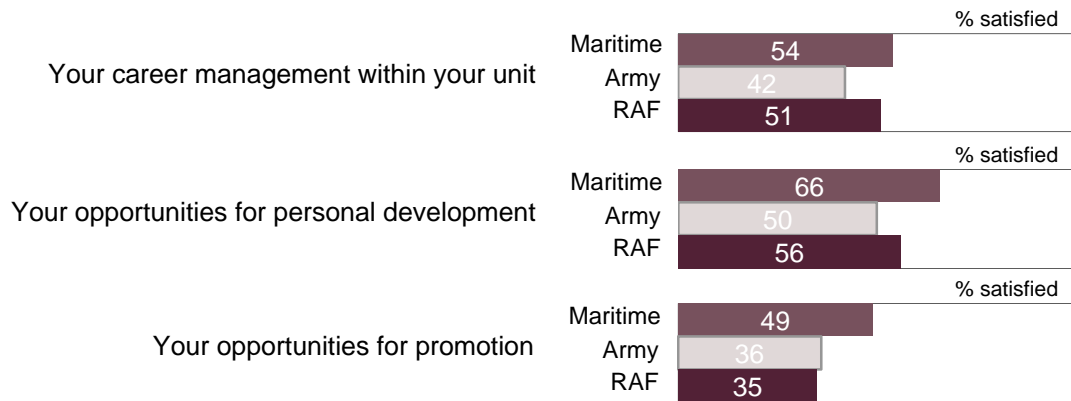 % satisfied
Your career management within your unit
Maritime 54
Army 42
RAF 51
% satisfied
Your opportunities for personal development
Maritime 66
Army 50
RAF 56
% satisfied
Your opportunities for promotion
Maritime 49
Army 36
RAF 35